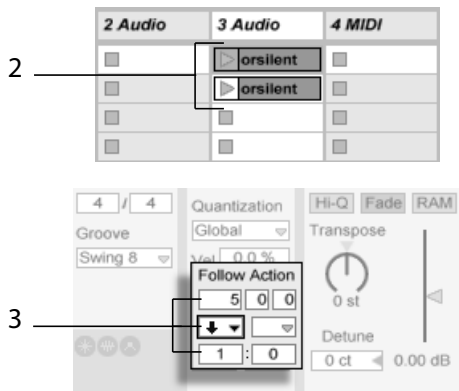 2 Audio 3 Audio 4 MIDI
2
orsilent
orsilent
4 / 4 Quantization Hi-Q Fade RAM
Groove Global Transpose
Swing 8 Vel 0.0 %
Follow Action
5 0 0 0 st
3
1 : 0 Detune
0 ct 0.00 dB